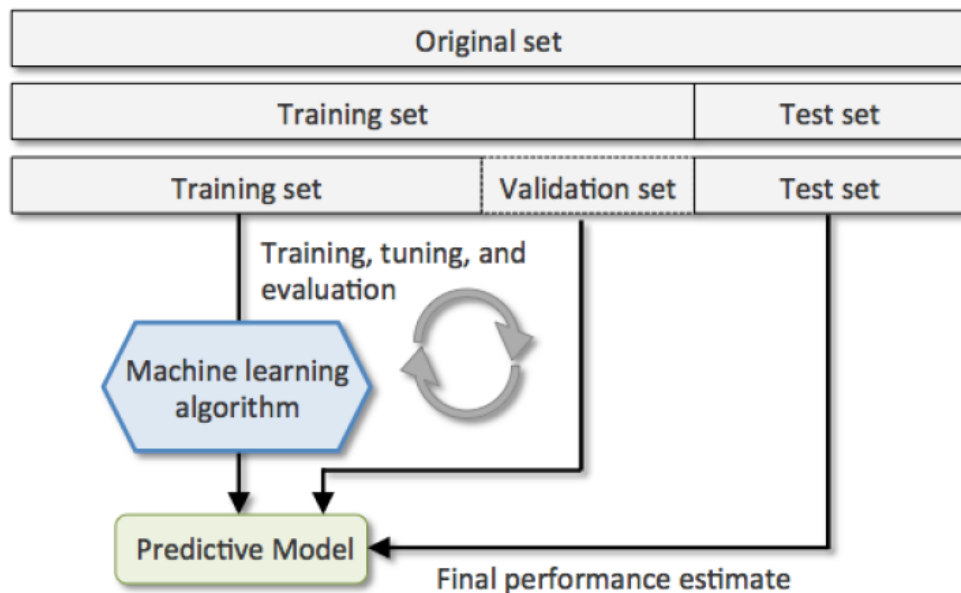 Original set
Training set
Test set
Training set
Validation set
Test set
Training, tuning, and
evaluation
Machine learning
algorithm
Predictive Model
Final performance estimate